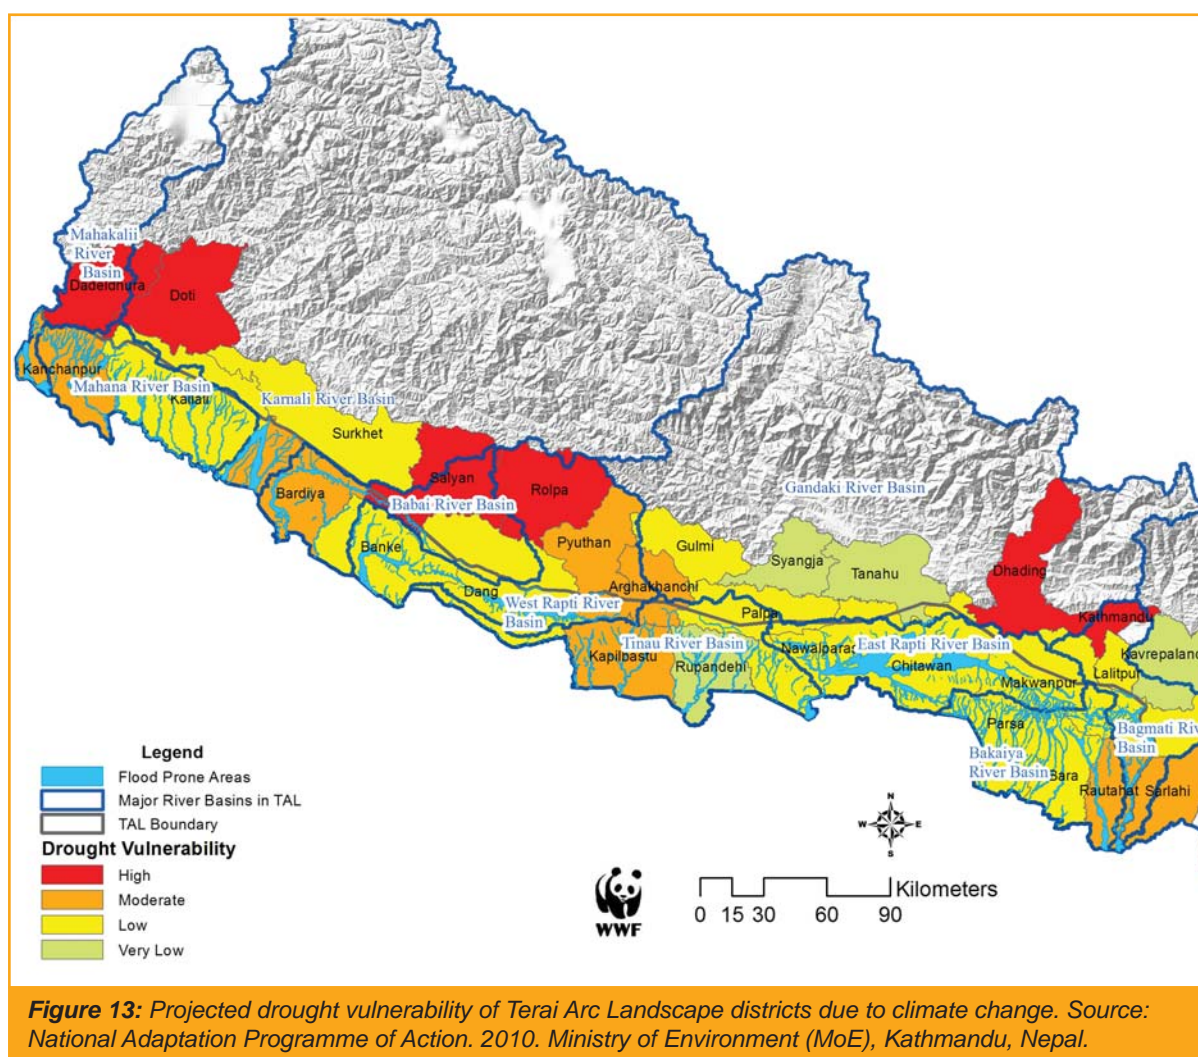 Mahakalii
River
Basin
Dadeldhura
Doti
Kanchanpur
Mahana River Basin
Kailali
Karnali River Basin
Surkhet
Salyan
Rolpa
Gandaki River Basin
Bardiya
Babai River Basin
Banke
Pyuthan
Gulmi
Syangja
Tanahu
Dhading
Arghakhanchi
Dang
West Rapti River
Basin
Palpa
Kathmandu
Kapilbastu
Tinau River Basin
Rupandehi
Nawalparas
East Rapti River Basin
Chitawan
Makwanpur
Lalitpur
Kavrepalanc
Parsa
Bakaiya
River Basin
Bara
Bagmati Riv
Basin
Rautahat
Sarlahi
Legend
Flood Prone Areas
Major River Basins in TAL
TAL Boundary
Drought Vulnerability
High
Moderate
Low
Very Low
N
W E
S
WWF
Kilometers
0 15 30 60 90
Figure 13: Projected drought vulnerability of Terai Arc Landscape districts due to climate change. Source:
National Adaptation Programme of Action. 2010. Ministry of Environment (MoE), Kathmandu, Nepal.